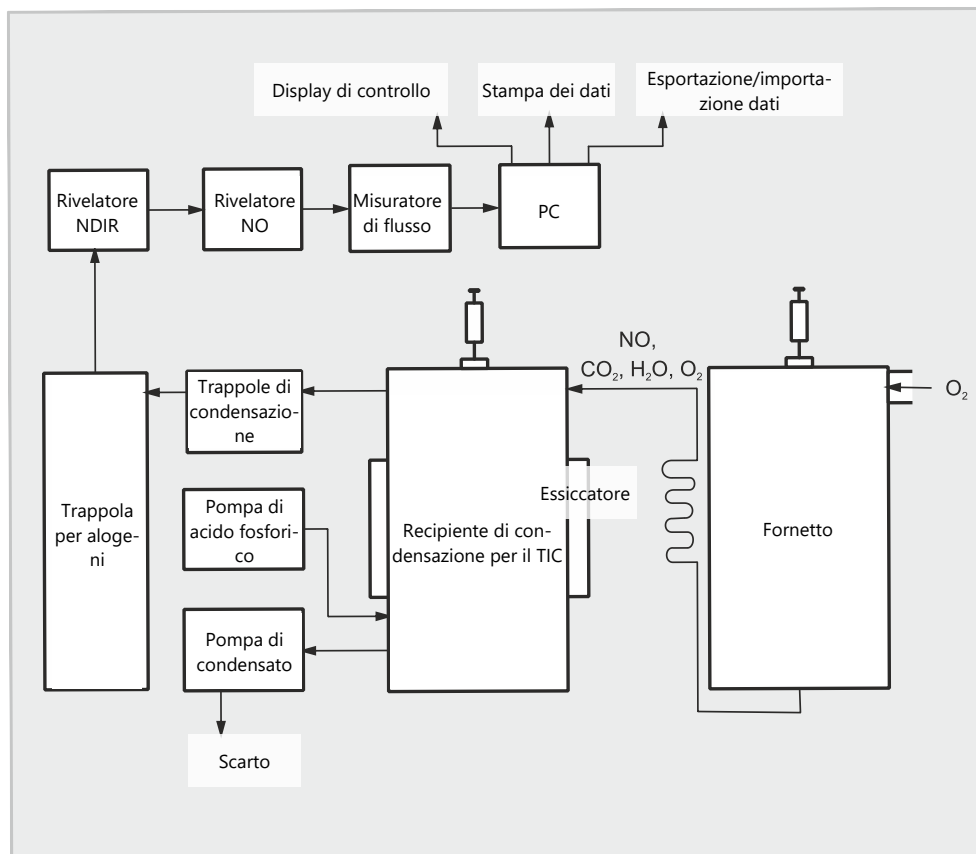 Display di controllo
Stampa dei dati
Esportazione/importa-
zione dati
Rivelatore
NDIR
Rivelatore
NO
Misuratore
di flusso
PC
NO,
CO₂, H₂O, O₂
O₂
Trappole di
condensazio-
ne
Trappola
per aloge-
ni
Pompa di
acido fosfori-
co
Recipiente di con-
densazione per il TIC
Essiccatore
Fornetto
Pompa di
condensato
Scarto